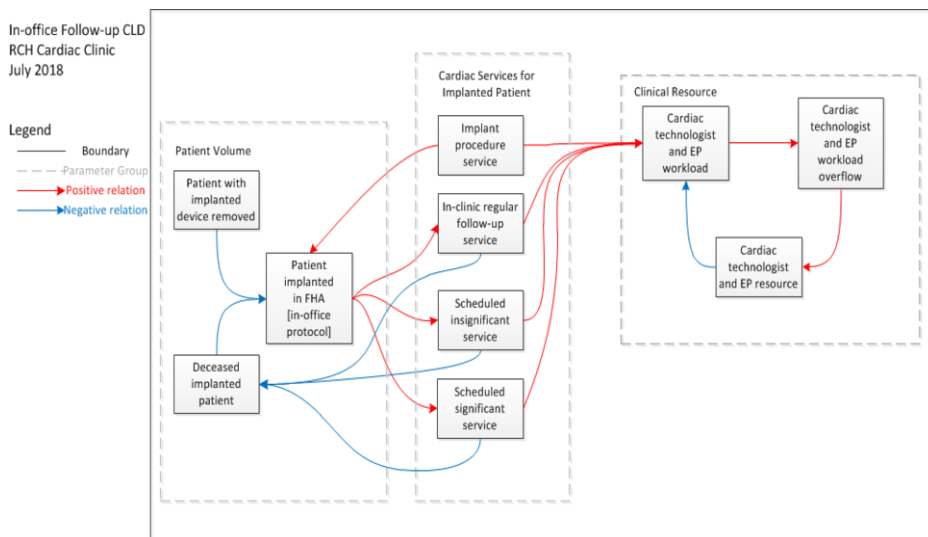 In-office Follow-up CLD
RCH Cardiac Clinic
July 2018
Legend
Boundary
Parameter Group
Positive relation
Negative relation
Patient Volume
Patient with
implanted
device removed
Patient
implanted
in FHA
[in-office
protocol]
Deceased
implanted
patient
Cardiac Services for
Implanted Patient
Implant
procedure
service
In-clinic regular
follow-up
service
Scheduled
insignificant
service
Scheduled
significant
service
Clinical Resource
Cardiac
technologist
and EP
workload
Cardiac
technologist
and EP
workload
overflow
Cardiac
technologist
and EP resource